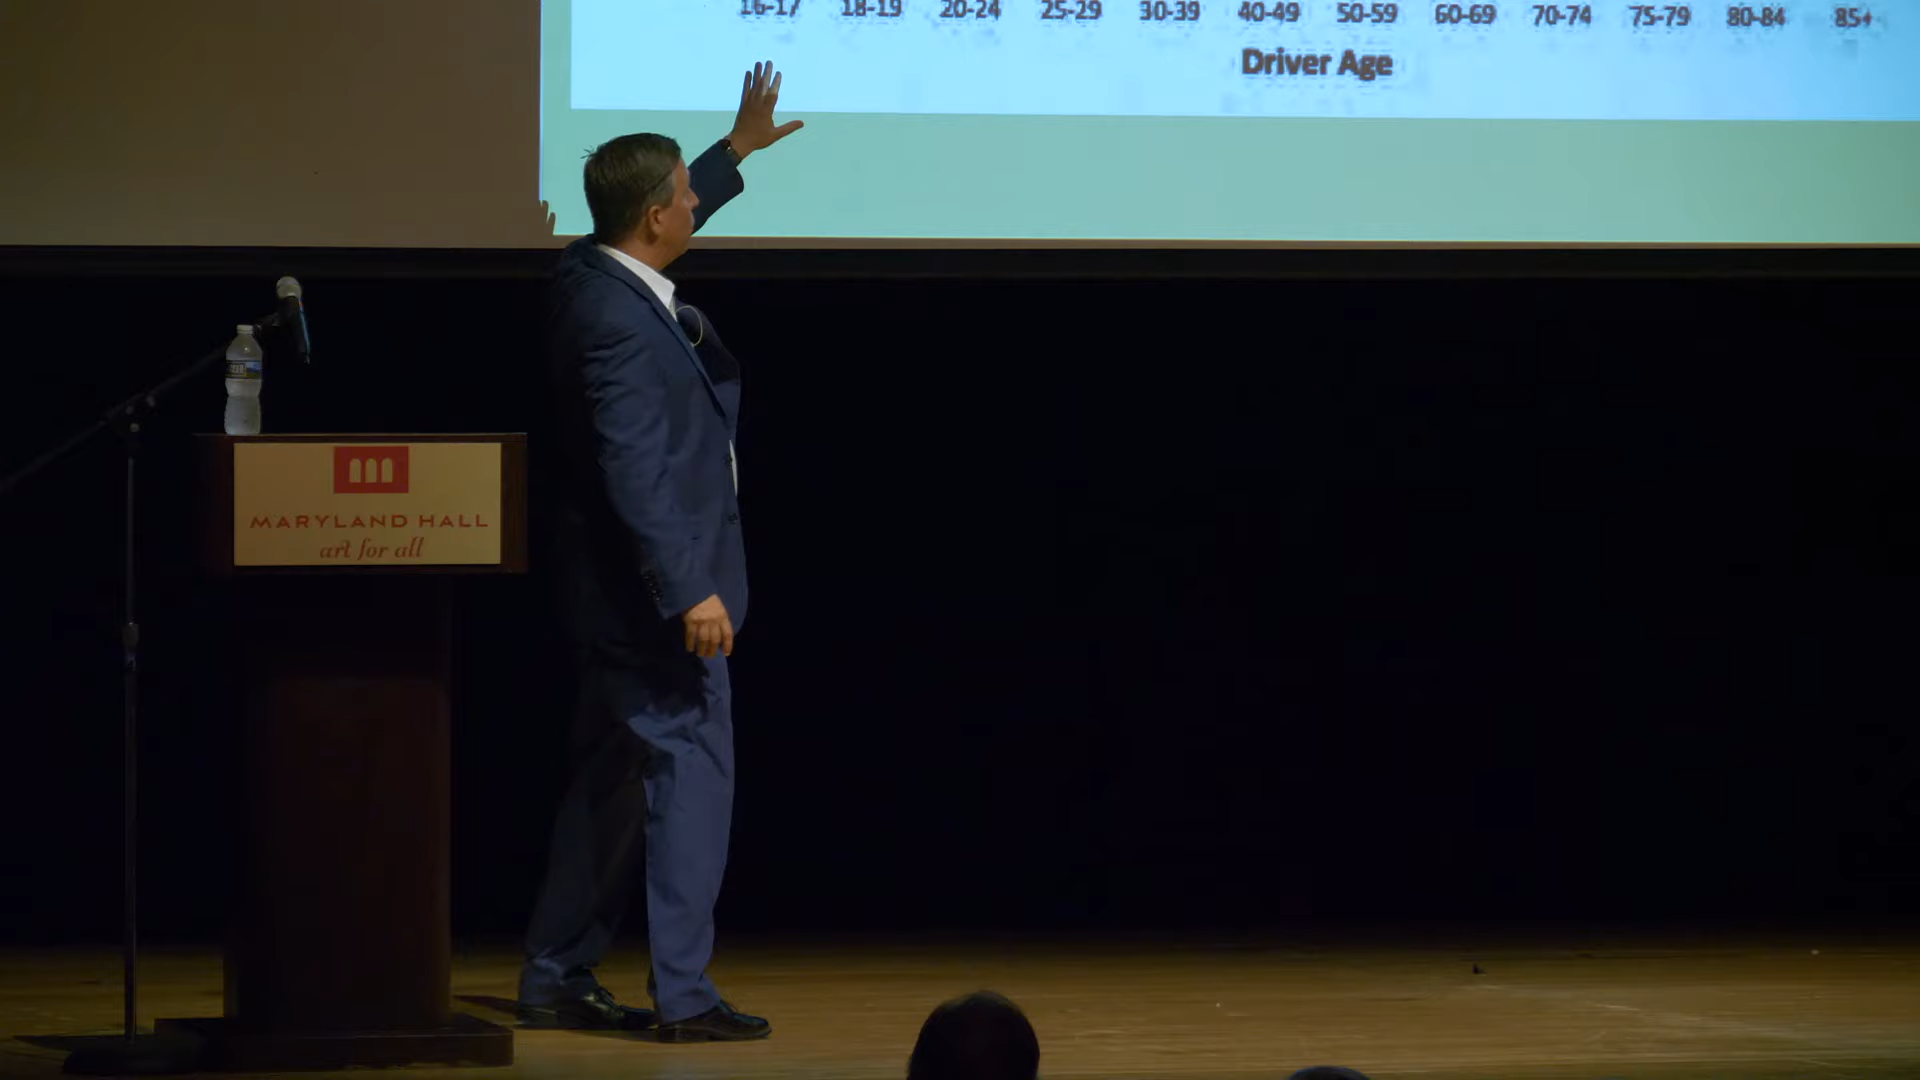 16-17 18-19 20-24 25-29 30-39 40-49 50-59 60-69 70-74 75-79 80-84 85+
Driver Age
MARYLAND HALL
art for all